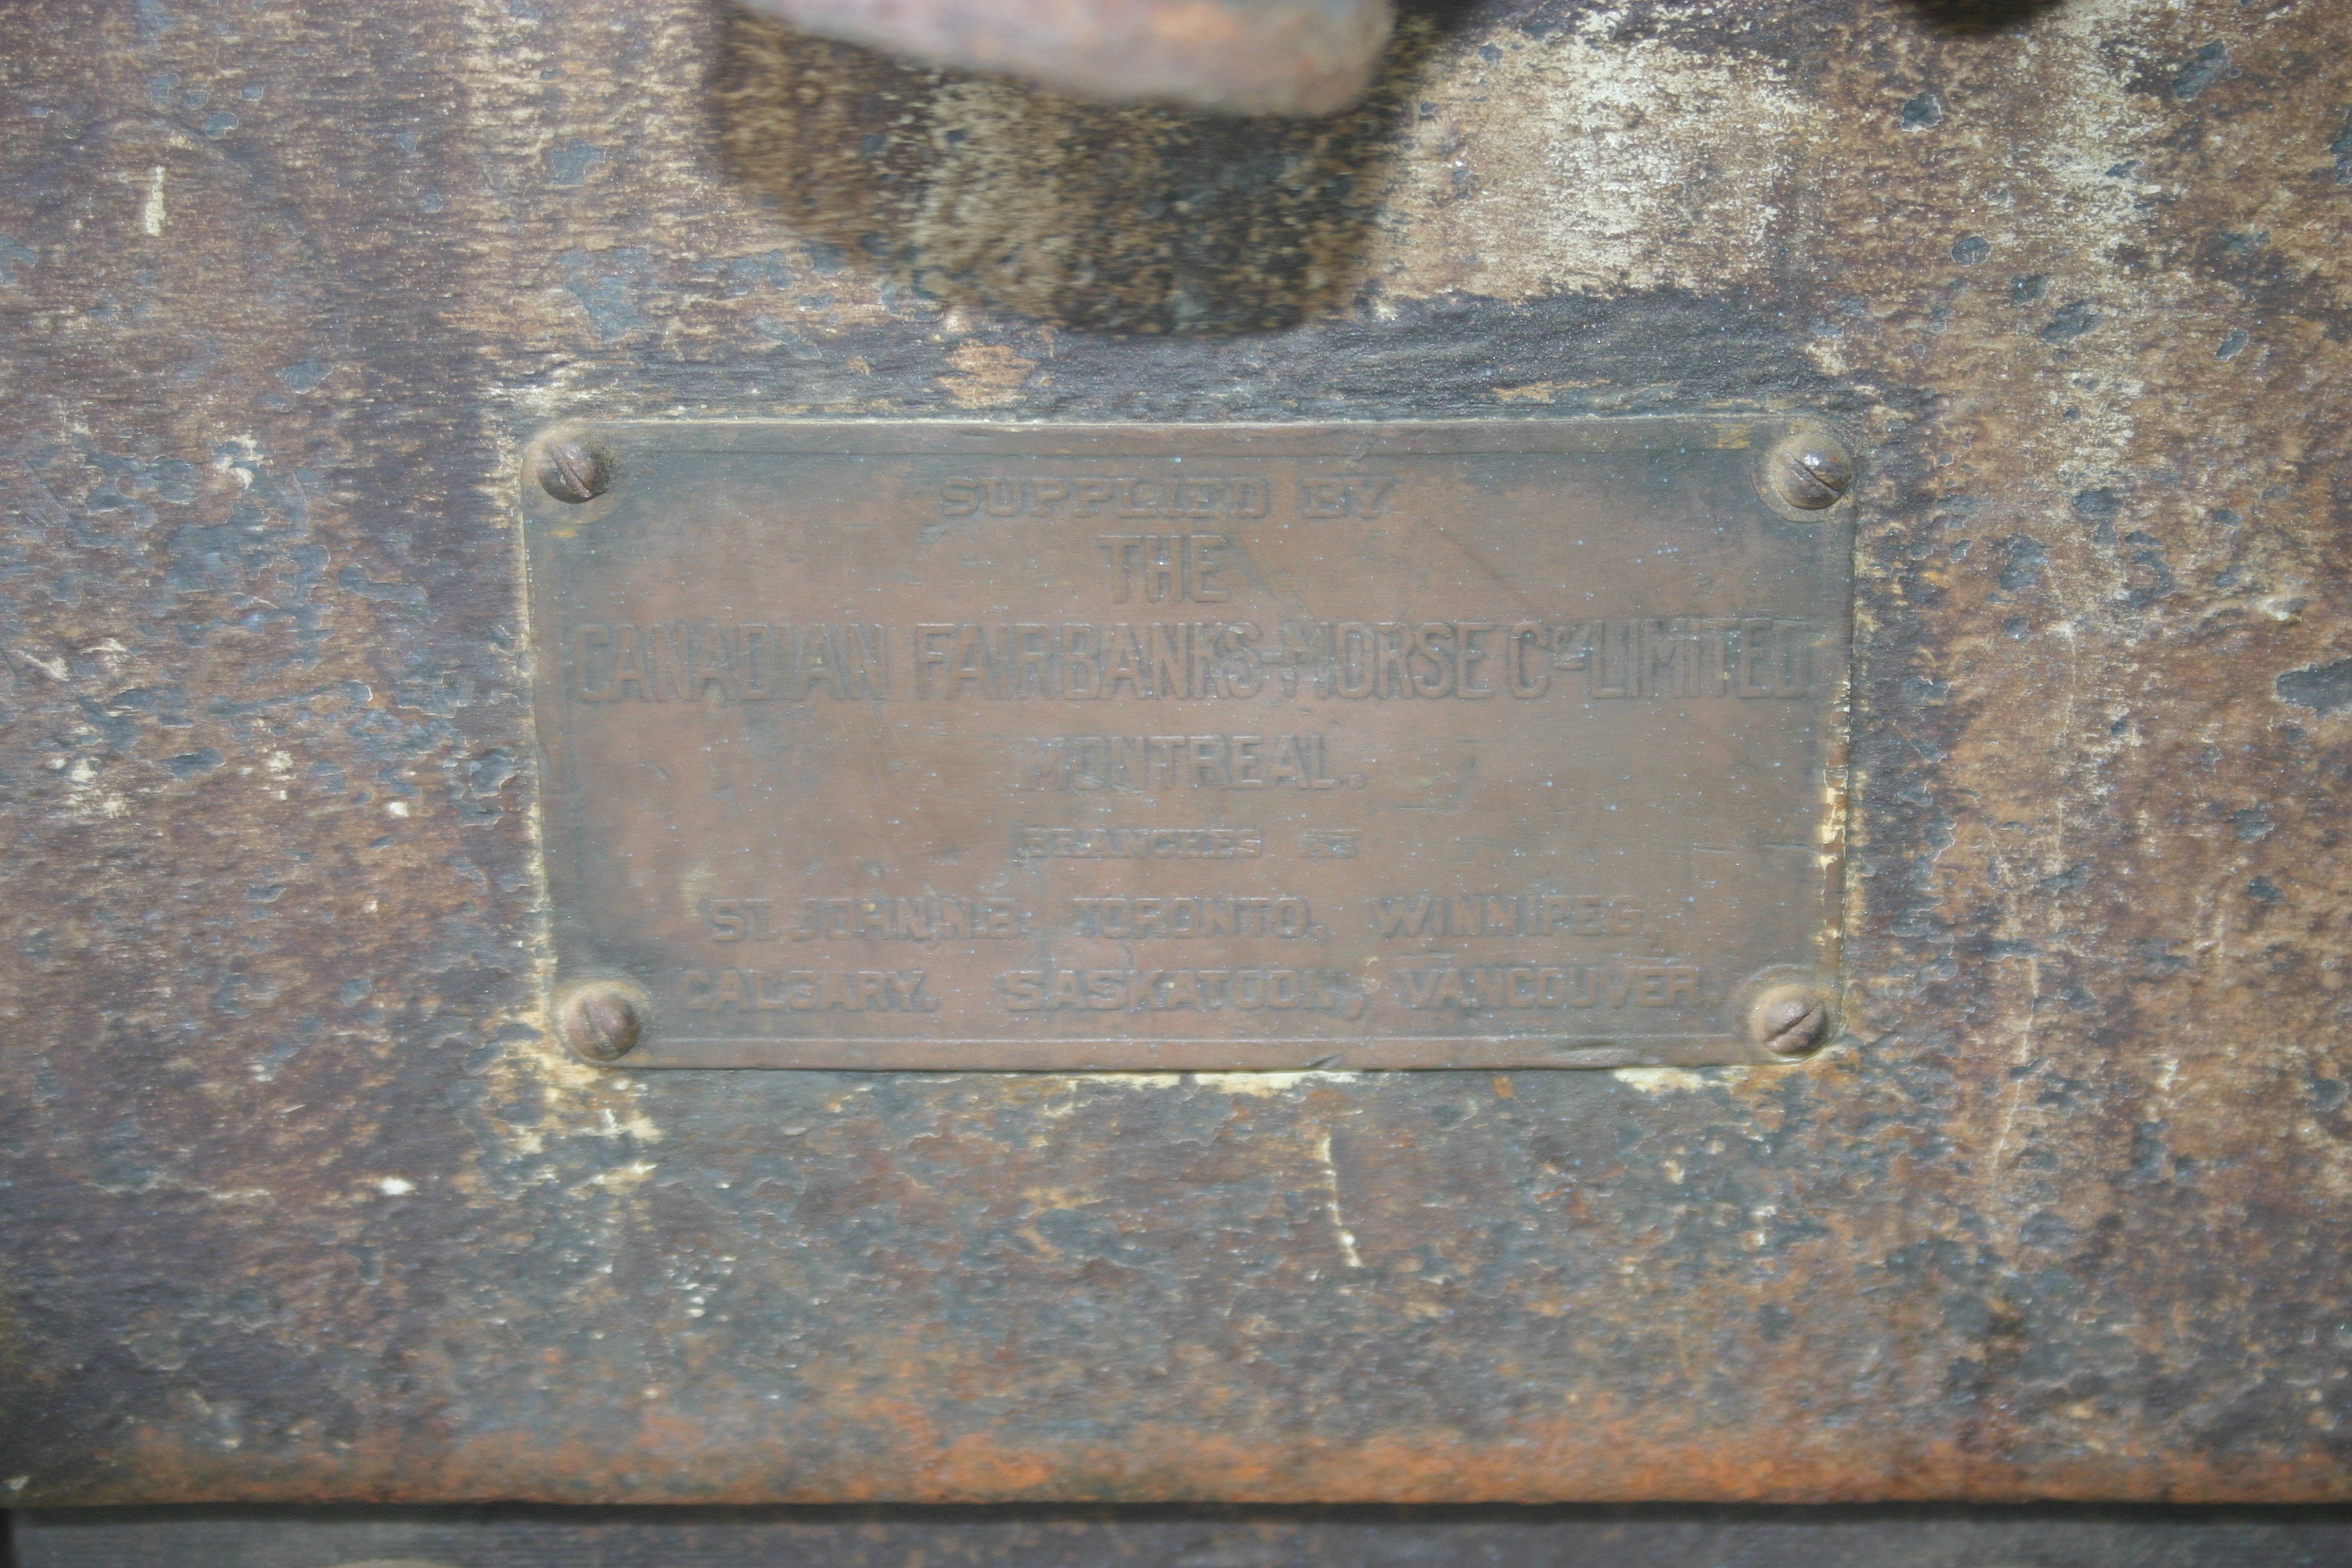 SUPPLIED BY
THE
CANADIAN FAIRBANKS-MORSE Co. LIMITED.
MONTREAL.
BRANCHES AT
ST. JOHN, N.B. TORONTO, WINNIPEG,
CALGARY, SASKATOON, VANCOUVER.